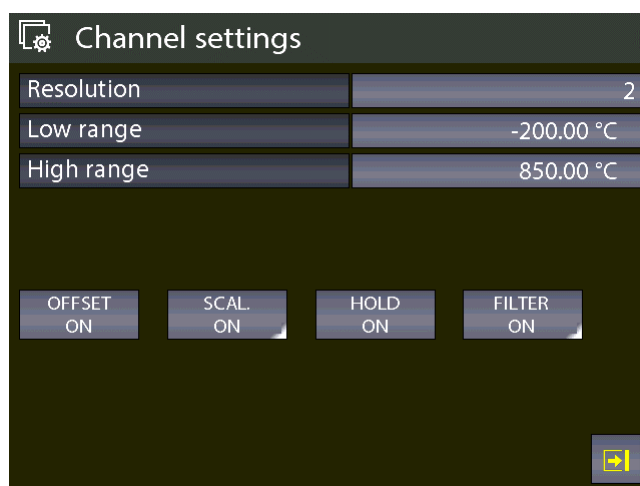 Channel settings
Resolution 2
Low range -200.00 °C
High range 850.00 °C
OFFSET SCAL. HOLD FILTER
ON ON ON ON